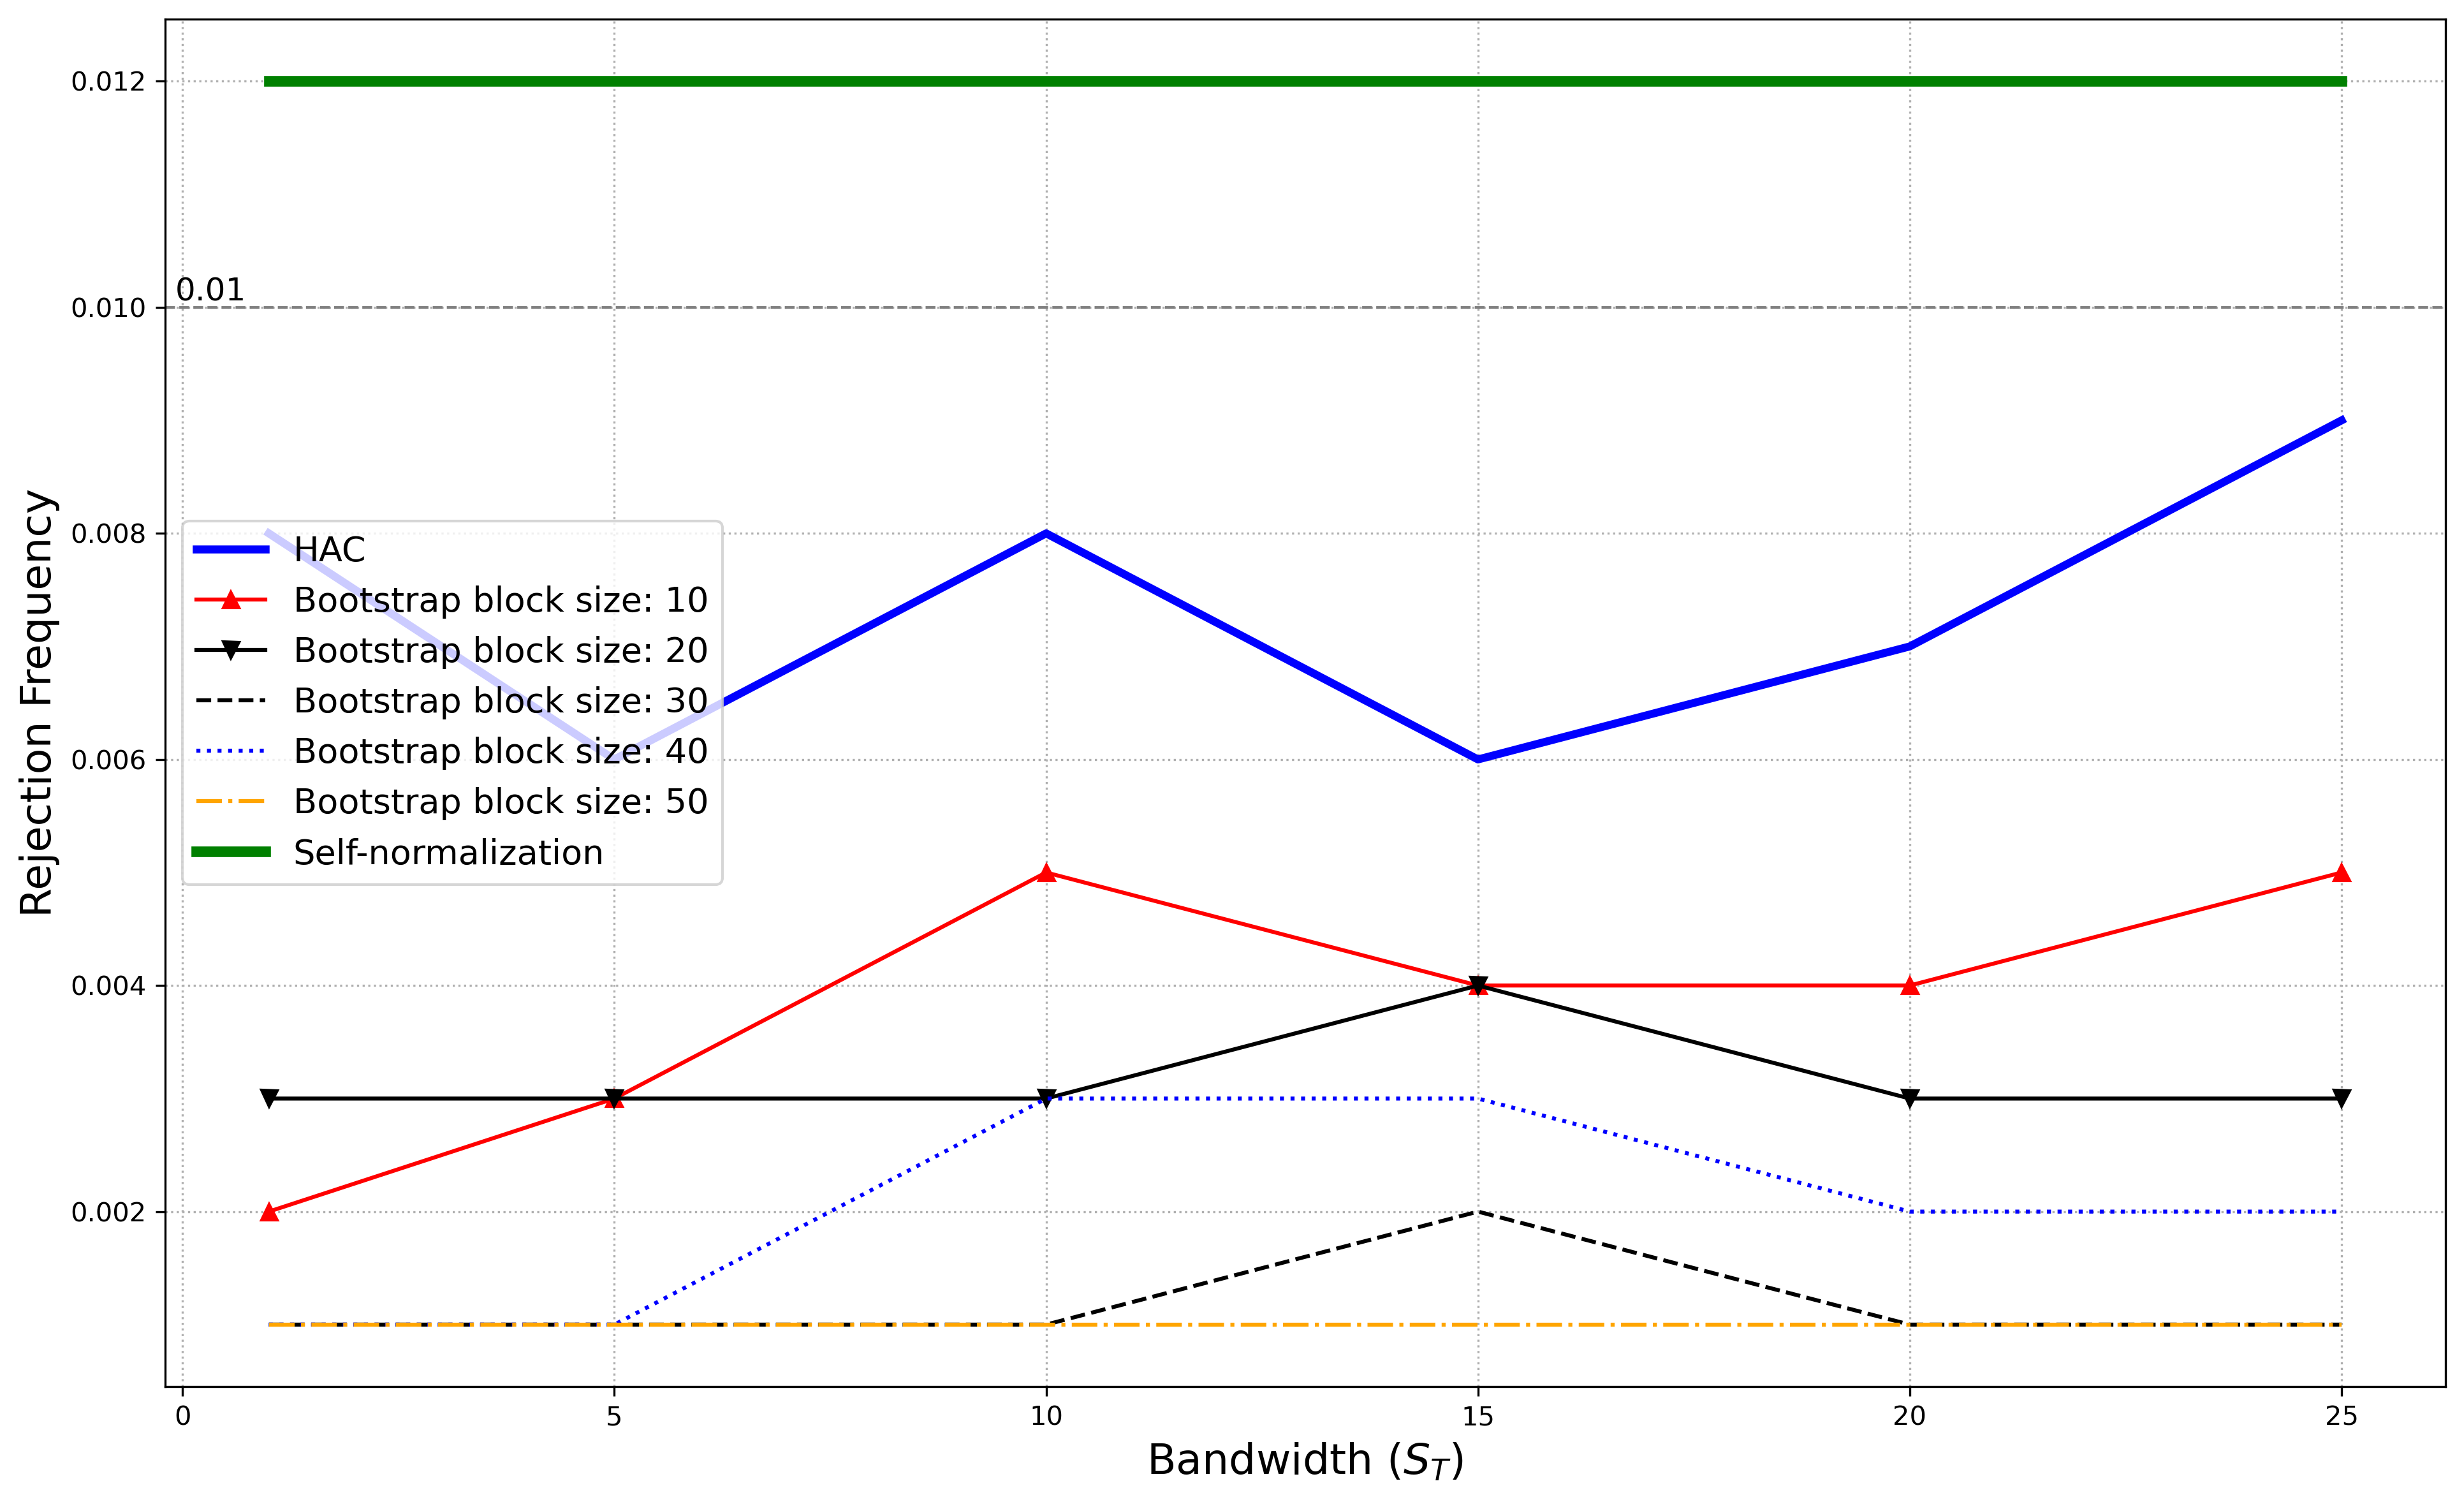 0.012
0.01
0.010
0.008
0.006
0.004
0.002
Rejection Frequency
HAC
Bootstrap block size: 10
Bootstrap block size: 20
Bootstrap block size: 30
Bootstrap block size: 40
Bootstrap block size: 50
Self-normalization
0 5 10 15 20 25
Bandwidth (S_T)